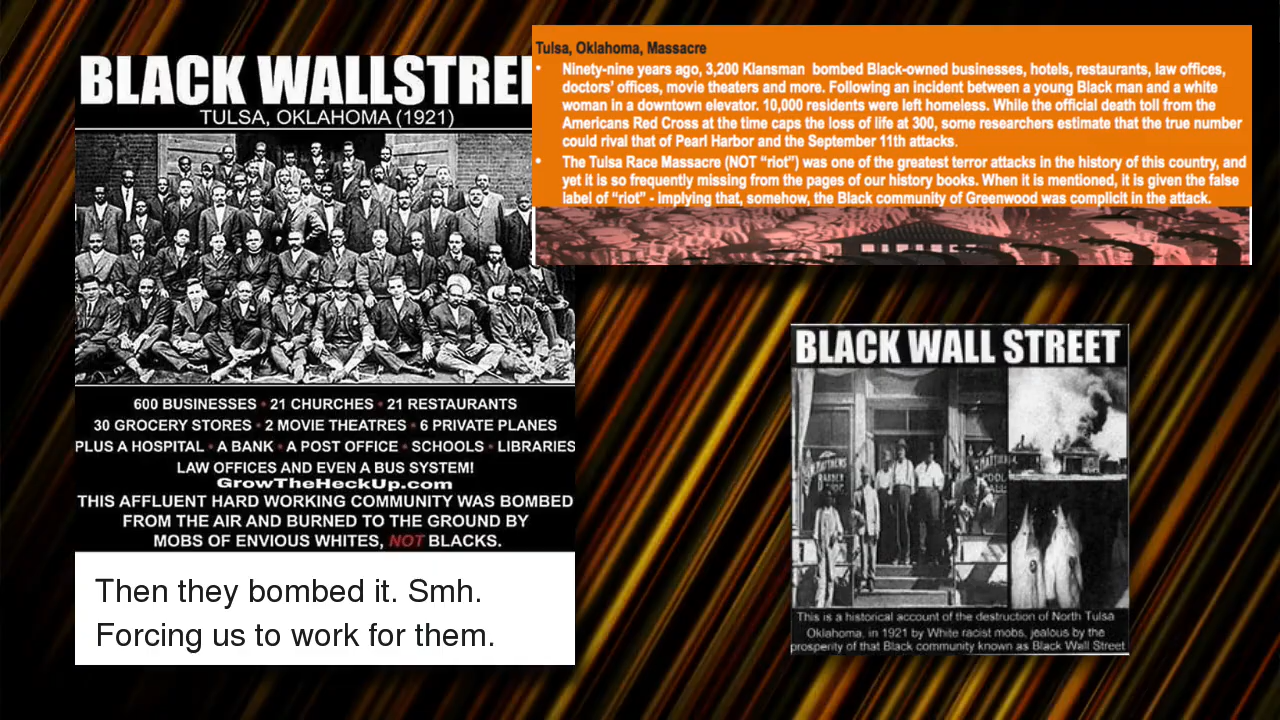 BLACK WALLSTREE
TULSA, OKLAHOMA (1921)
600 BUSINESSES • 21 CHURCHES • 21 RESTAURANTS
30 GROCERY STORES • 2 MOVIE THEATRES • 6 PRIVATE PLANES
PLUS A HOSPITAL • A BANK • A POST OFFICE • SCHOOLS • LIBRARIES
LAW OFFICES AND EVEN A BUS SYSTEM!
GrowTheHeckUp.com
THIS AFFLUENT HARD WORKING COMMUNITY WAS BOMBED
FROM THE AIR AND BURNED TO THE GROUND BY
MOBS OF ENVIOUS WHITES, NOT BLACKS.
Then they bombed it. Smh.
Forcing us to work for them.
Tulsa, Oklahoma, Massacre
• Ninety-nine years ago, 3,200 Klansman bombed Black-owned businesses, hotels, restaurants, law offices,
doctors' offices, movie theaters and more. Following an incident between a young Black man and a white
woman in a downtown elevator. 10,000 residents were left homeless. While the official death toll from the
Americans Red Cross at the time caps the loss of life at 300, some researchers estimate that the true number
could rival that of Pearl Harbor and the September 11th attacks.
• The Tulsa Race Massacre (NOT “riot”) was one of the greatest terror attacks in the history of this country, and
yet it is so frequently missing from the pages of our history books. When it is mentioned, it is given the false
label of “riot” - implying that, somehow, the Black community of Greenwood was complicit in the attack.
BLACK WALL STREET
MATTHEWS
BARBER
POOL
This is a historical account of the destruction of North Tulsa
Oklahoma, in 1921 by White racist mobs, jealous by the
prosperity of that Black community known as Black Wall Street